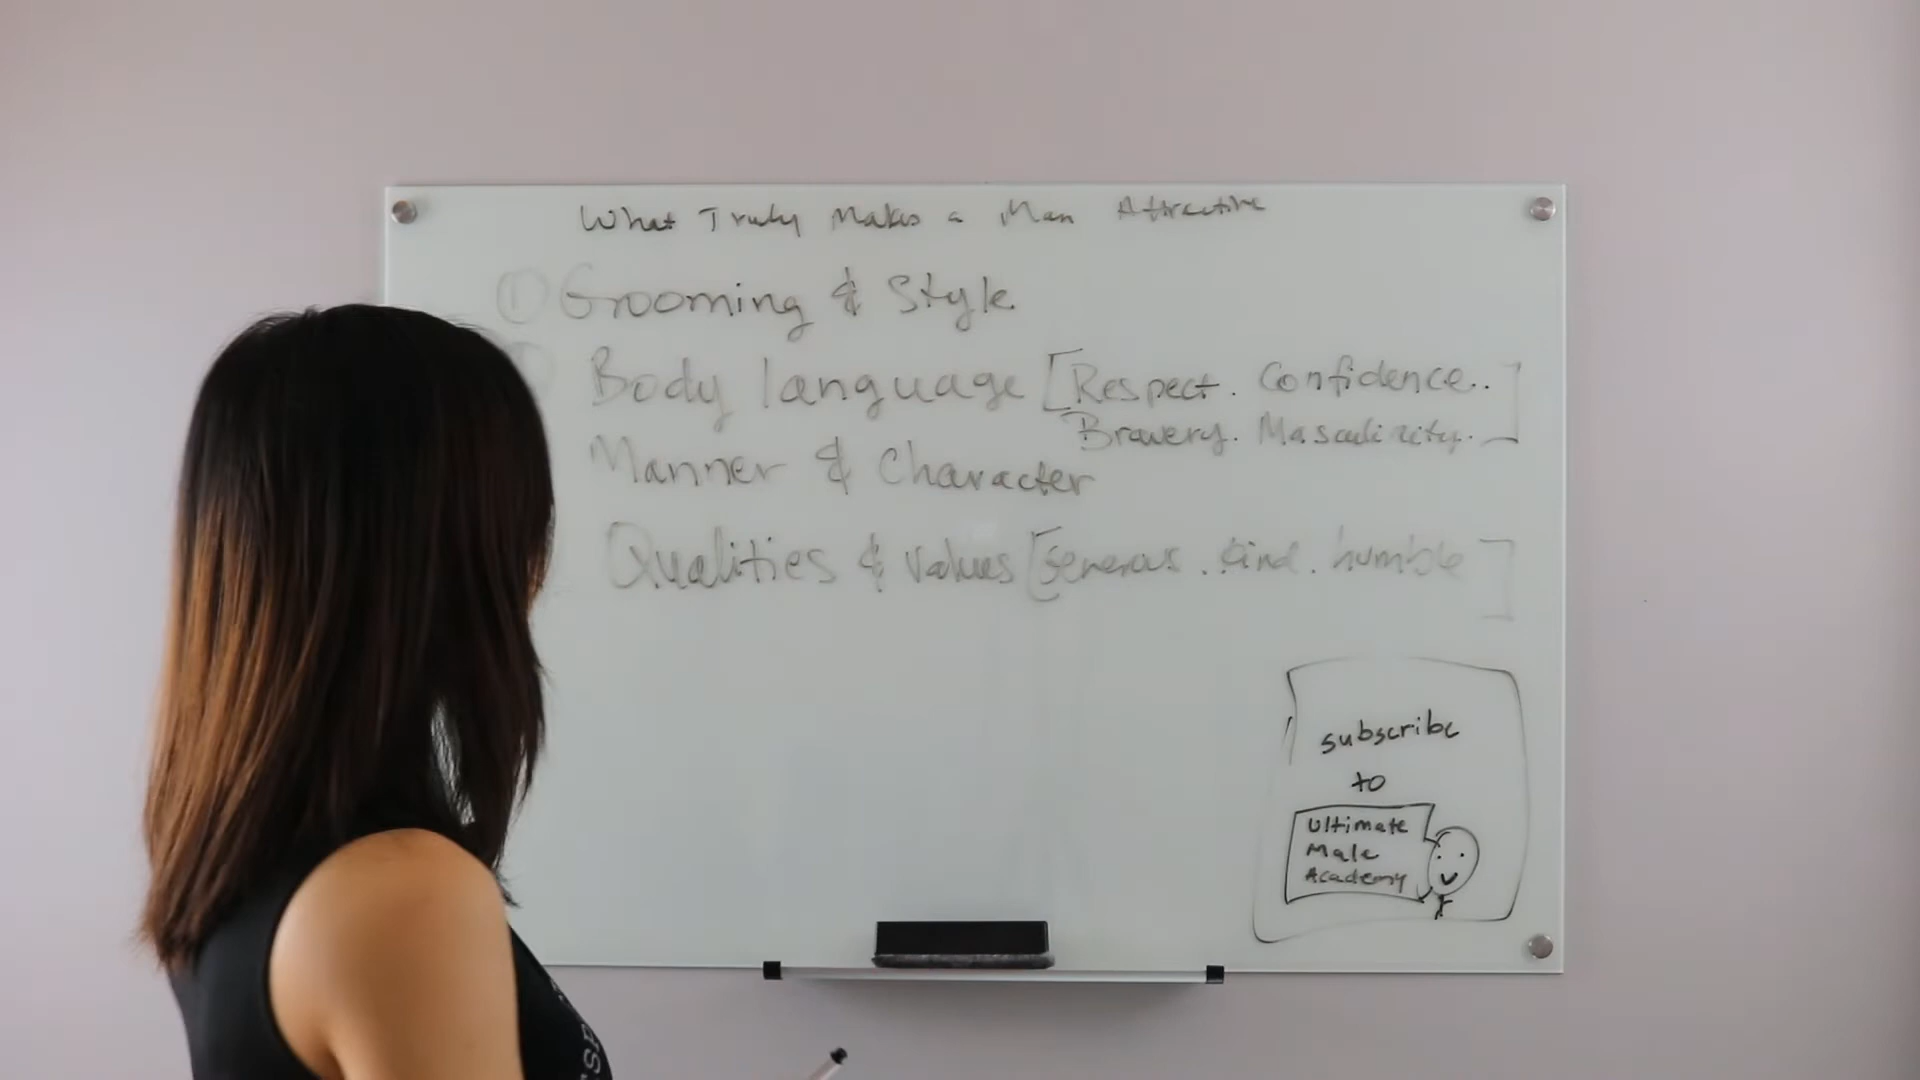 What Truly Makes a Man Attractive
① Grooming & Style
Body language [Respect. Confidence..
Bravery. Masculinity. ]
Manner & Character
Qualities & Values [Generous. kind. humble ]
subscribe
to
Ultimate
Male
Academy